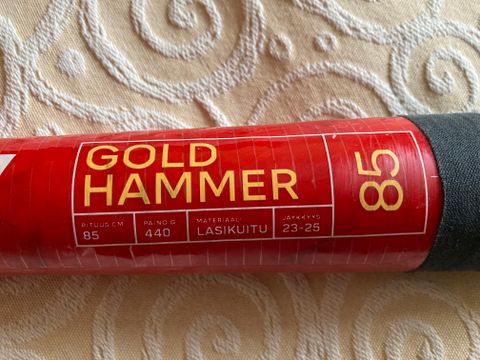 GOLD
HAMMER
PITUUS CM PAINO G MATERIAALI JÄYKKYYS
85 440 LASIKUITU 23-25
85